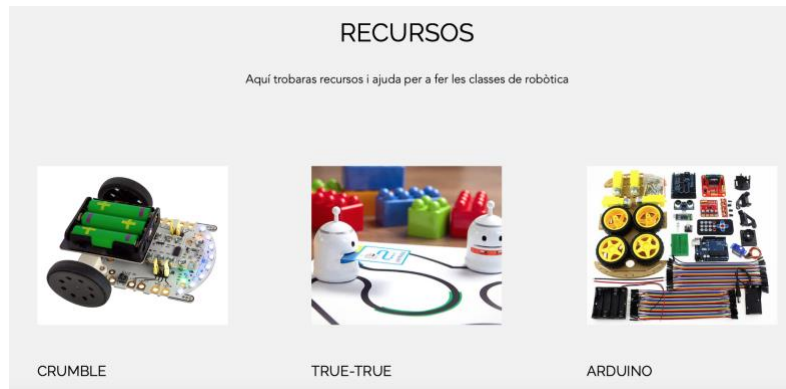 RECURSOS
Aquí trobaras recursos i ajuda per a fer les classes de robòtica
CRUMBLE
TRUE-TRUE
ARDUINO